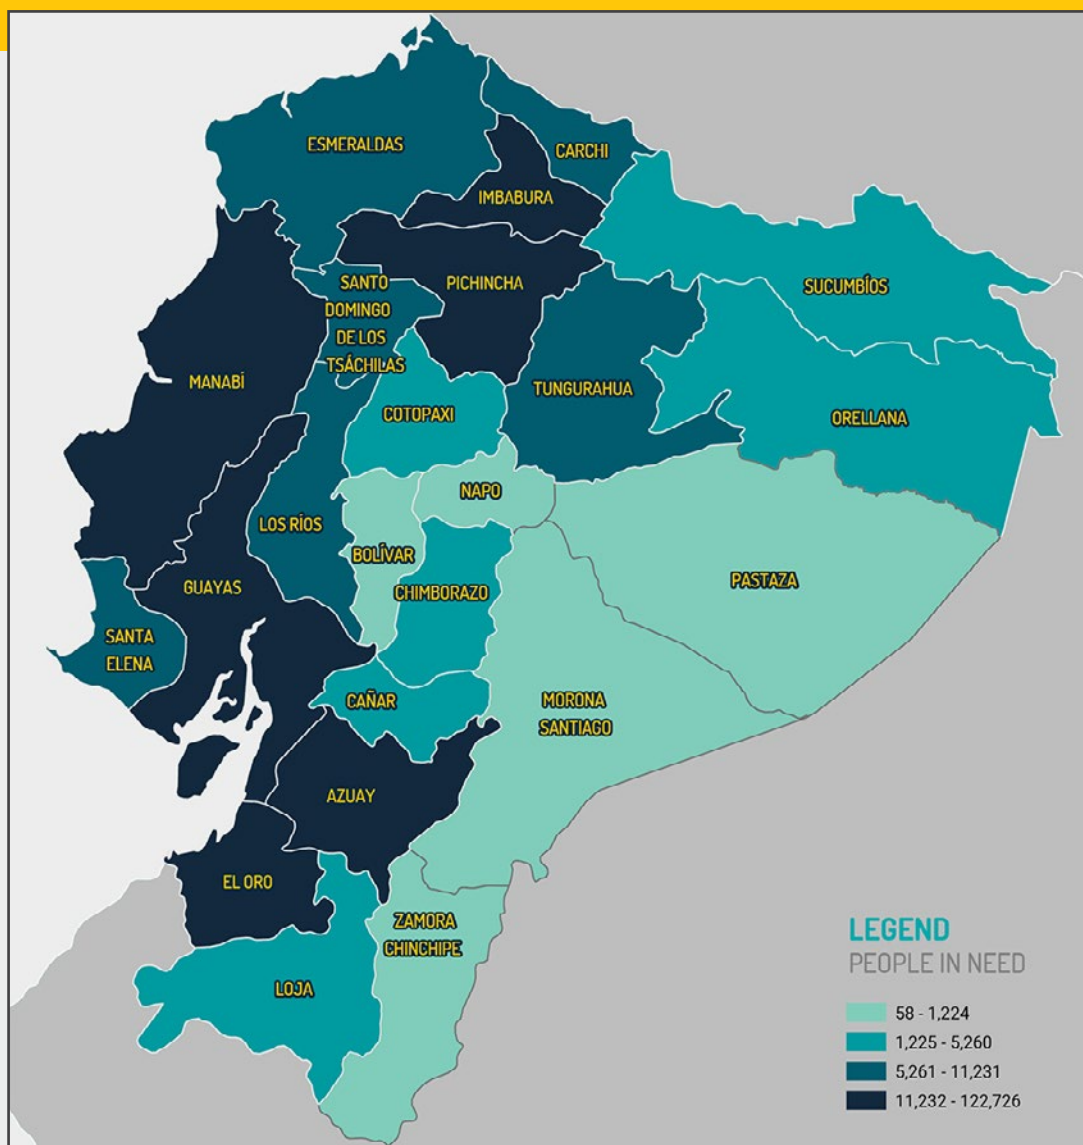 ESMERALDAS
CARCHI
IMBABURA
PICHINCHA
SUCUMBÍOS
SANTO
DOMINGO
DE LOS
TSÁCHILAS
MANABÍ
TUNGURAHUA
COTOPAXI
ORELLANA
NAPO
LOS RÍOS
BOLÍVAR
GUAYAS
CHIMBORAZO
PASTAZA
SANTA
ELENA
CAÑAR
MORONA
SANTIAGO
AZUAY
EL ORO
ZAMORA
CHINCHIPE
LOJA
LEGEND
PEOPLE IN NEED
58 - 1,224
1,225 - 5,260
5,261 - 11,231
11,232 - 122,726